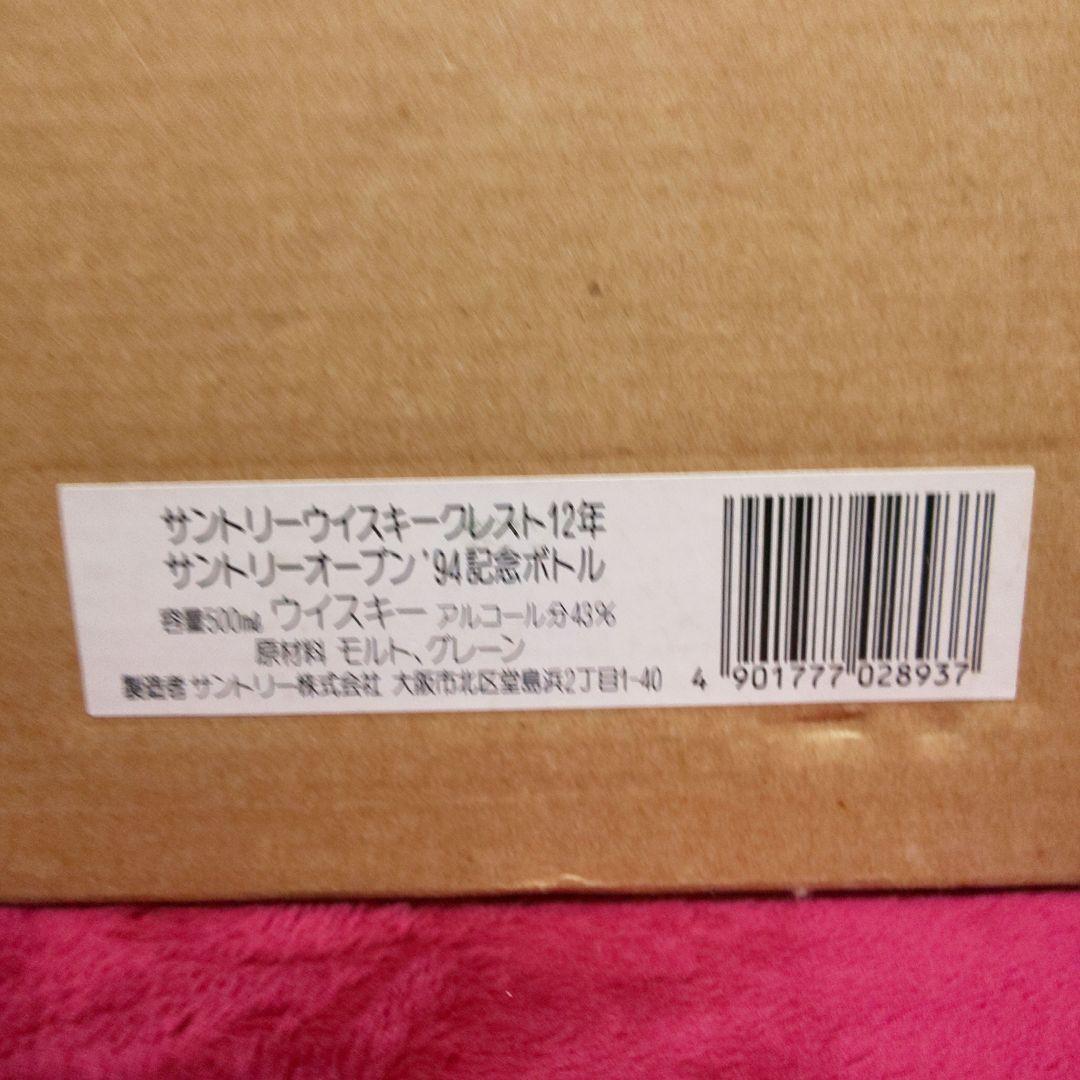 サントリーウイスキークレスト12年
サントリーオープン'94記念ボトル
容量500㎖ ウイスキー アルコール分43%
原材料 モルト、グレーン
製造者 サントリー株式会社 大阪市北区堂島浜2丁目1-40
4 901777 028937